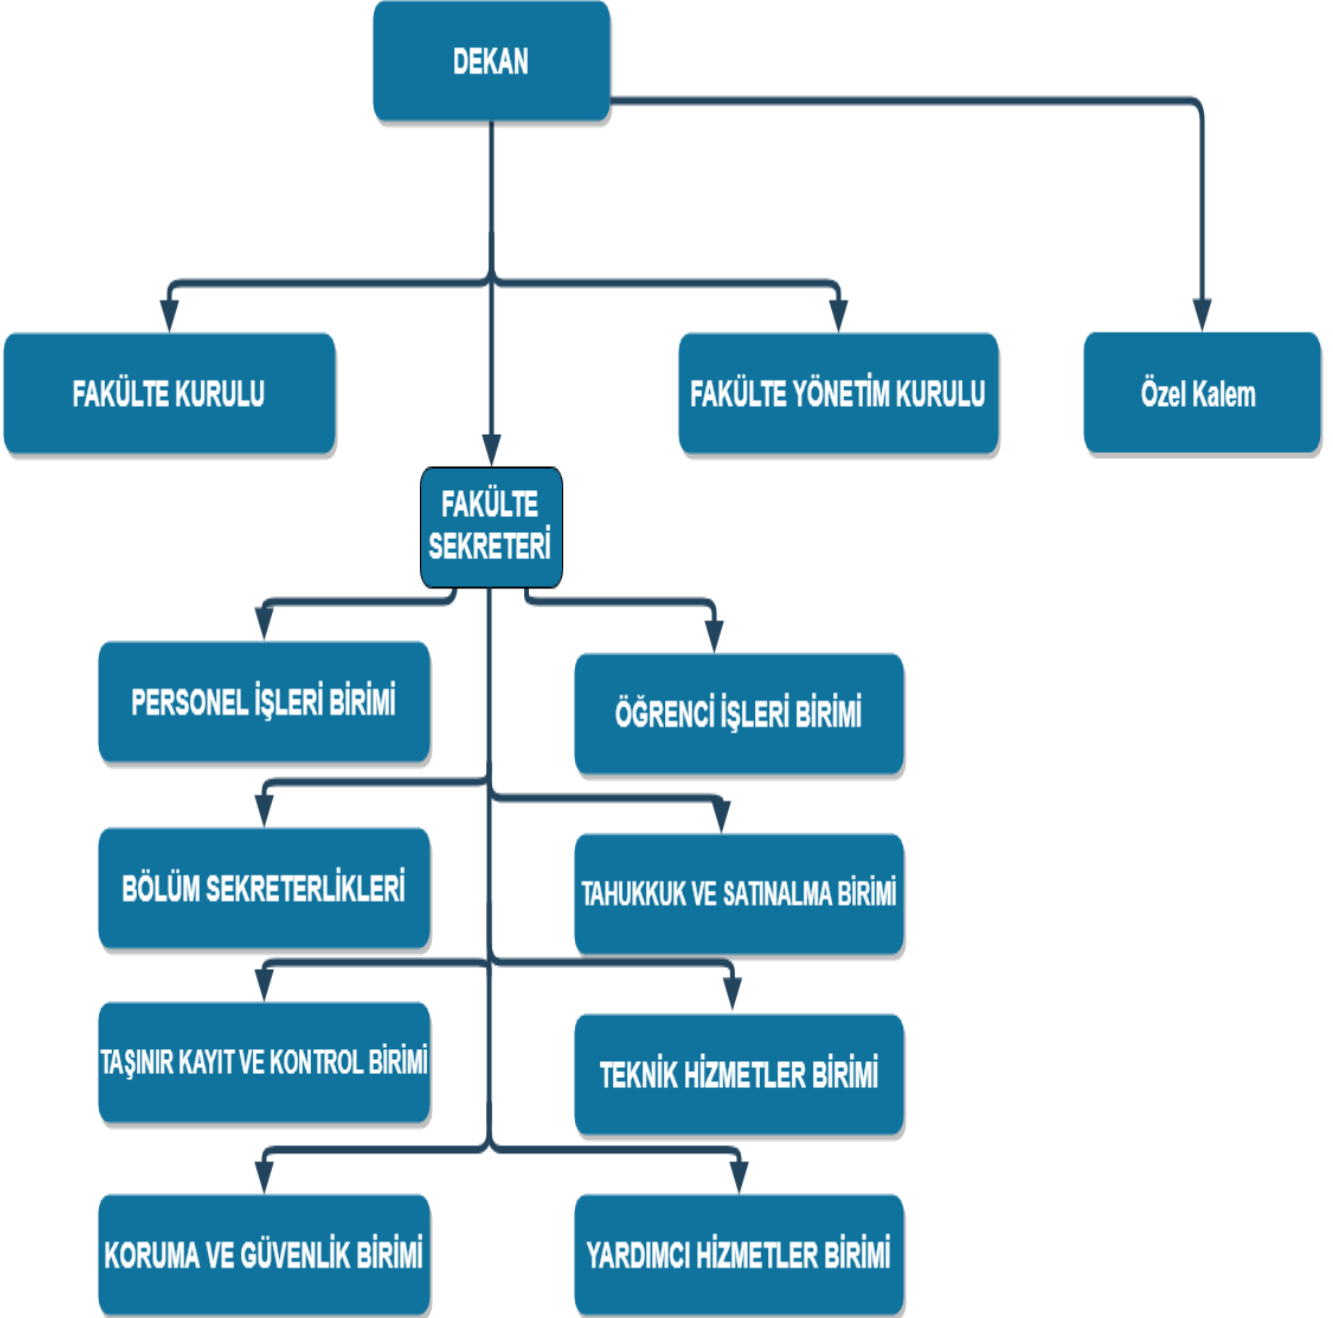 DEKAN
FAKÜLTE KURULU
FAKÜLTE YÖNETİM KURULU
Özel Kalem
FAKÜLTE
SEKRETERİ
PERSONEL İŞLERİ BİRİMİ
ÖĞRENCİ İŞLERİ BİRİMİ
BÖLÜM SEKRETERLİKLERİ
TAHUKKUK VE SATINALMA BİRİMİ
TAŞINIR KAYIT VE KONTROL BİRİMİ
TEKNİK HİZMETLER BİRİMİ
KORUMA VE GÜVENLİK BİRİMİ
YARDIMCI HİZMETLER BİRİMİ